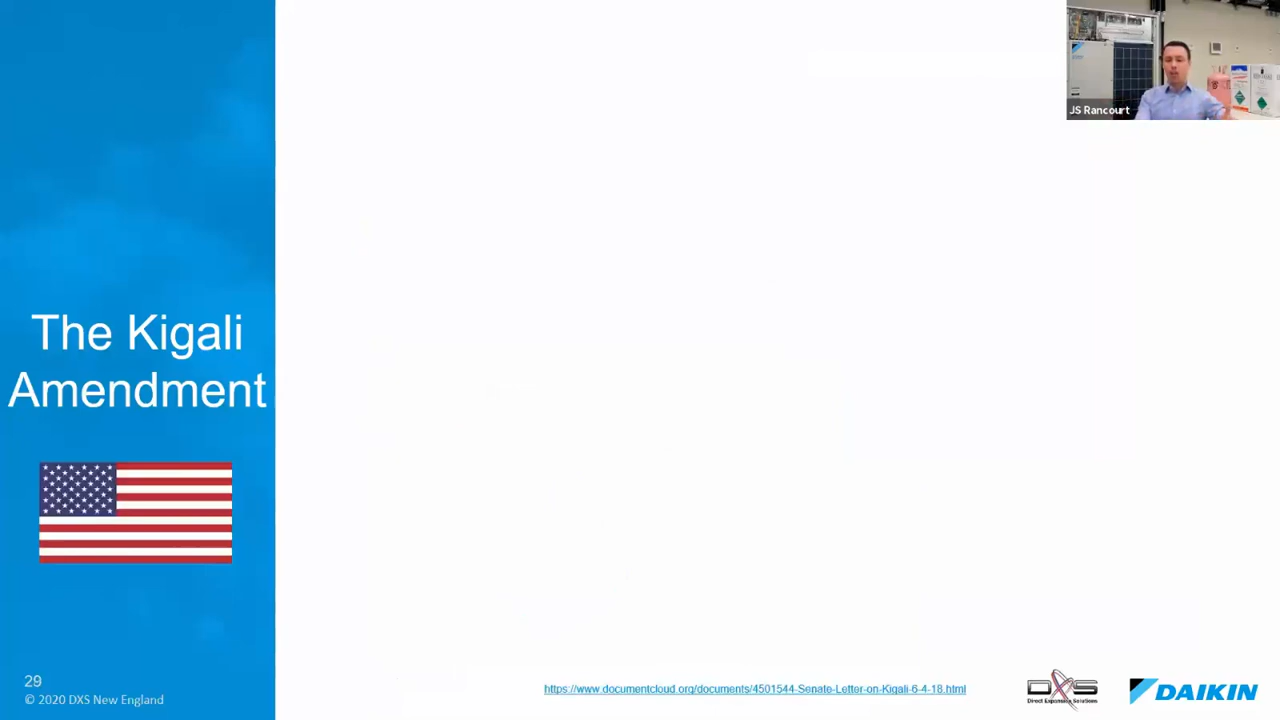 JS Rancourt
The Kigali
Amendment
29
© 2020 DXS New England
https://www.documentcloud.org/documents/4501544-Senate-Letter-on-Kigali-6-4-18.html
DXS
Direct Expansion Solutions
DAIKIN